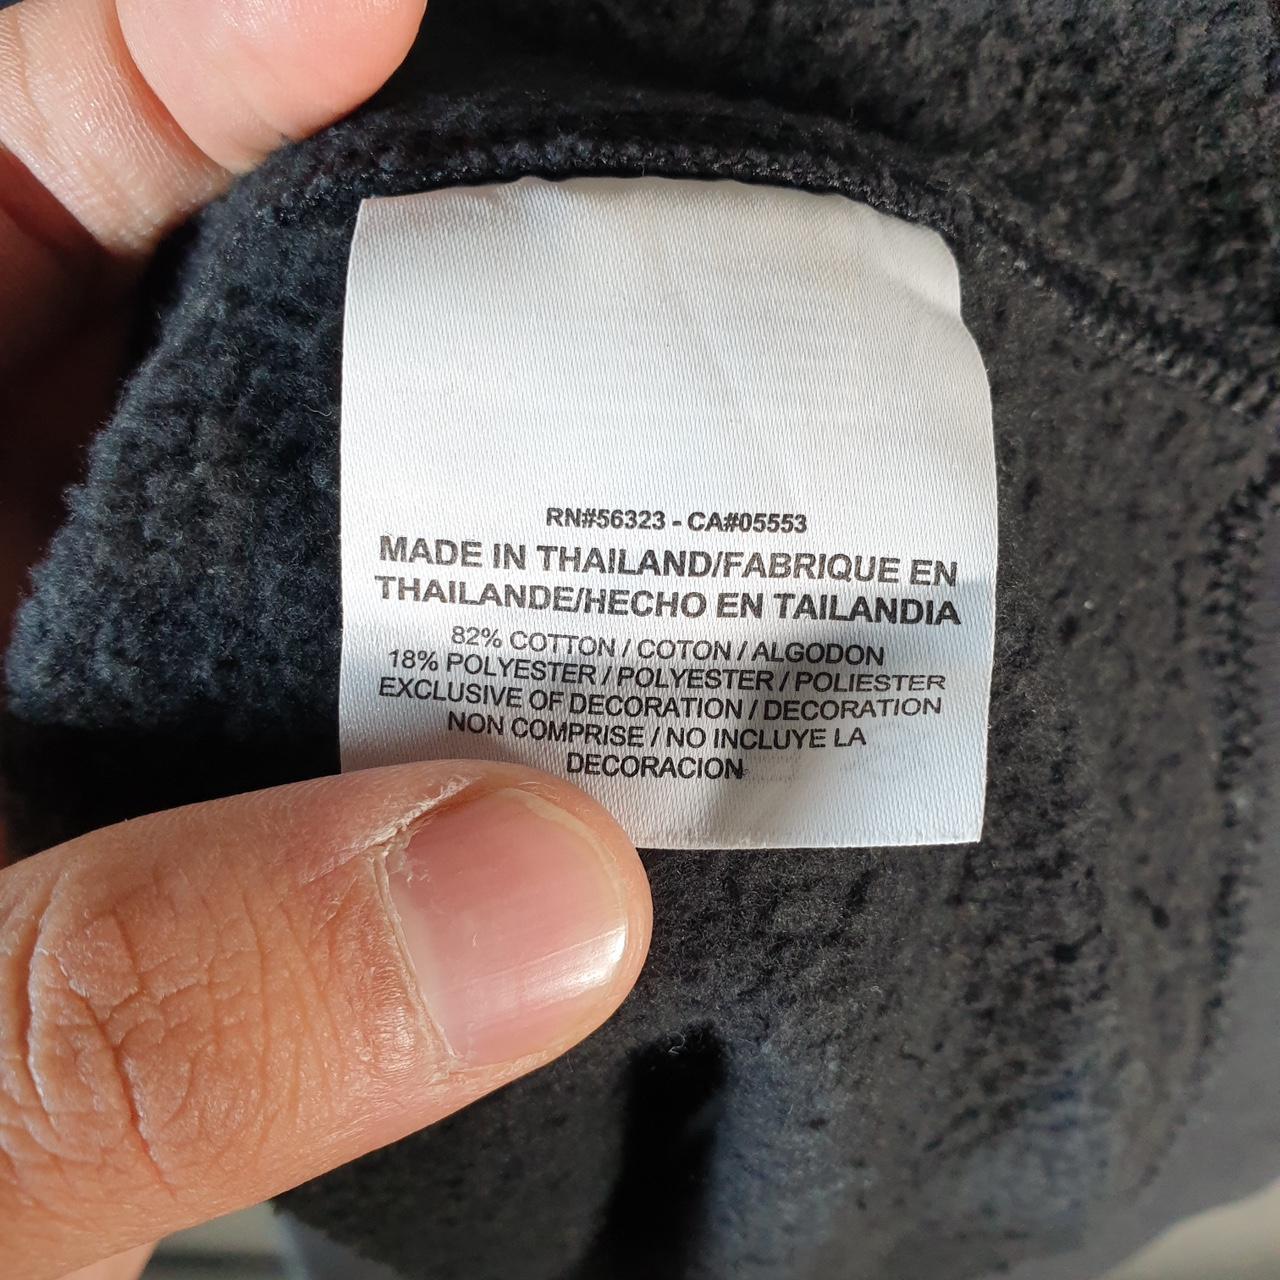 RN#56323 - CA#05553
MADE IN THAILAND/FABRIQUE EN
THAILANDE/HECHO EN TAILANDIA
82% COTTON / COTON / ALGODON
18% POLYESTER / POLYESTER / POLIESTER
EXCLUSIVE OF DECORATION / DECORATION
NON COMPRISE / NO INCLUYE LA
DECORACION